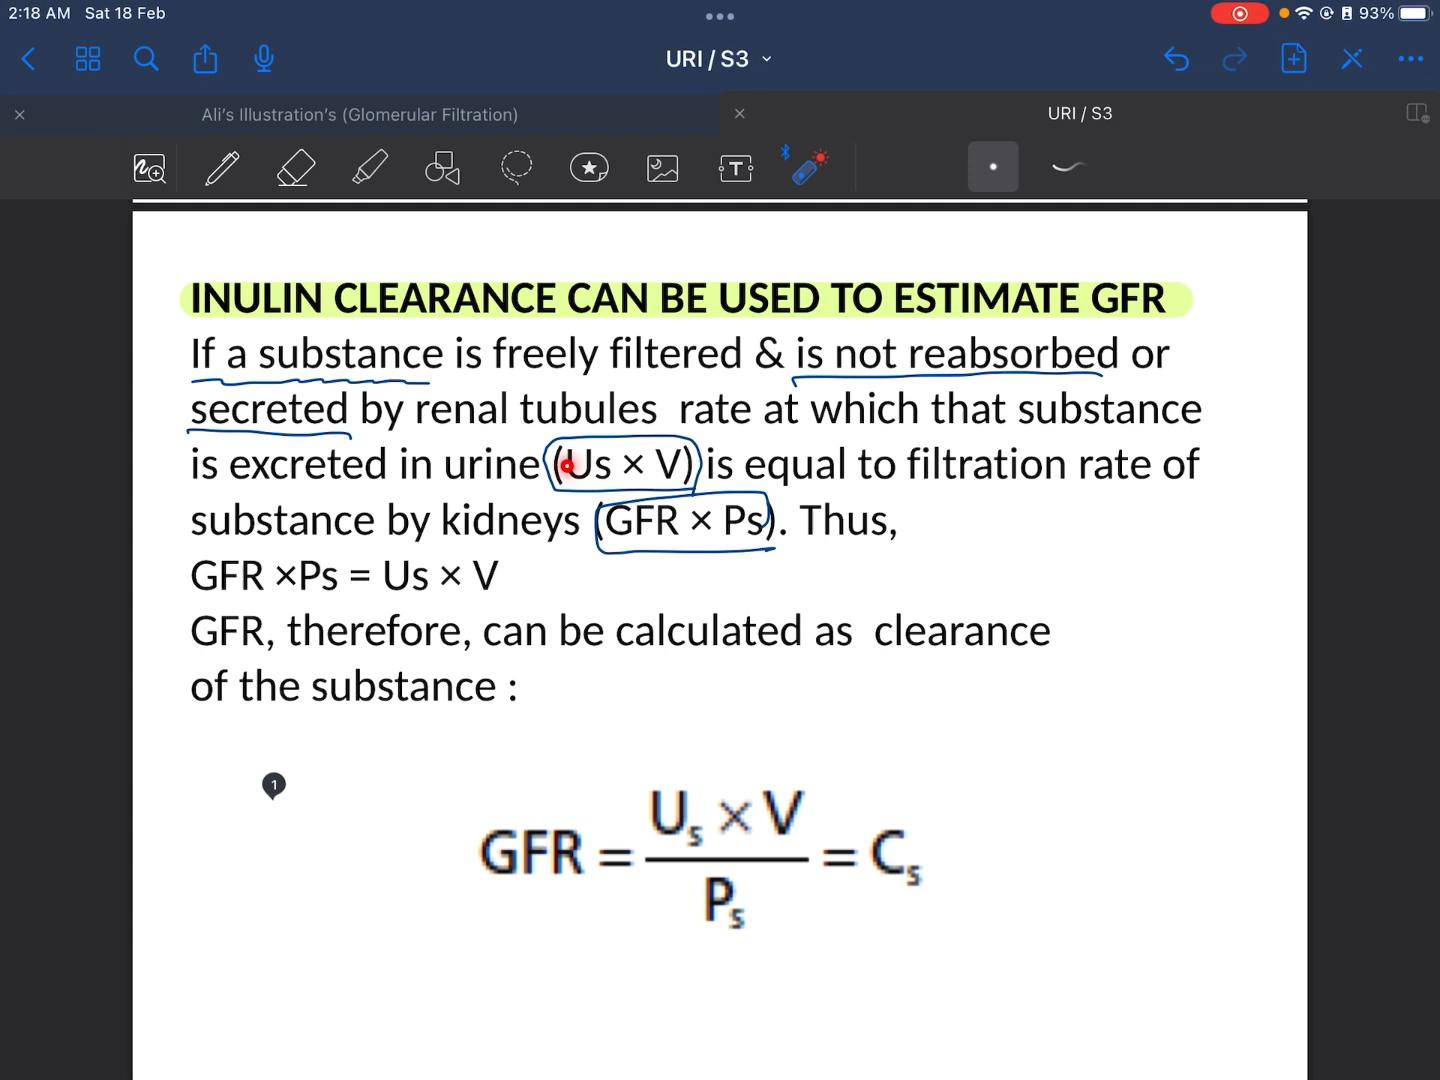 2:18 AM Sat 18 Feb
93%
URI / S3
Ali's Illustration's (Glomerular Filtration)
URI / S3
T
INULIN CLEARANCE CAN BE USED TO ESTIMATE GFR
If a substance is freely filtered & is not reabsorbed or
secreted by renal tubules rate at which that substance
is excreted in urine (Us × V) is equal to filtration rate of
substance by kidneys (GFR × Ps). Thus,
GFR ×Ps = Us × V
GFR, therefore, can be calculated as clearance
of the substance :
1
GFR = Us × V / Ps = Cs